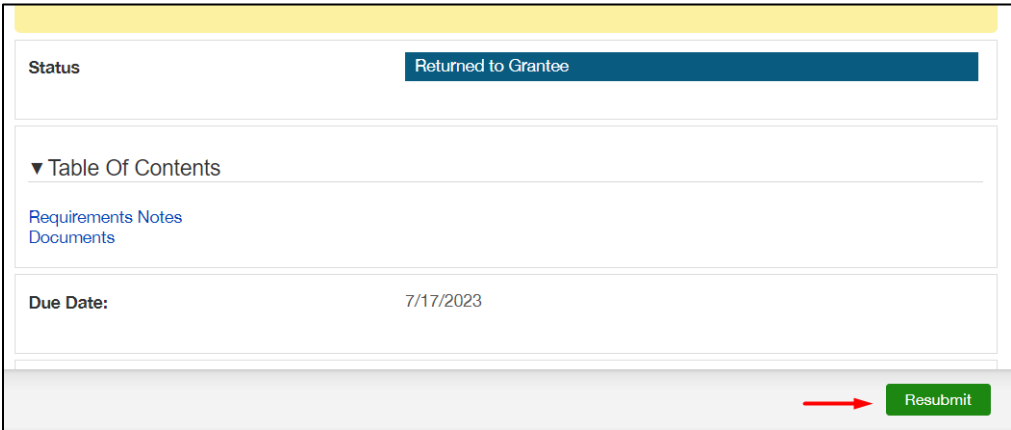 Status
Returned to Grantee
▼ Table Of Contents
Requirements Notes
Documents
Due Date:
7/17/2023
Resubmit